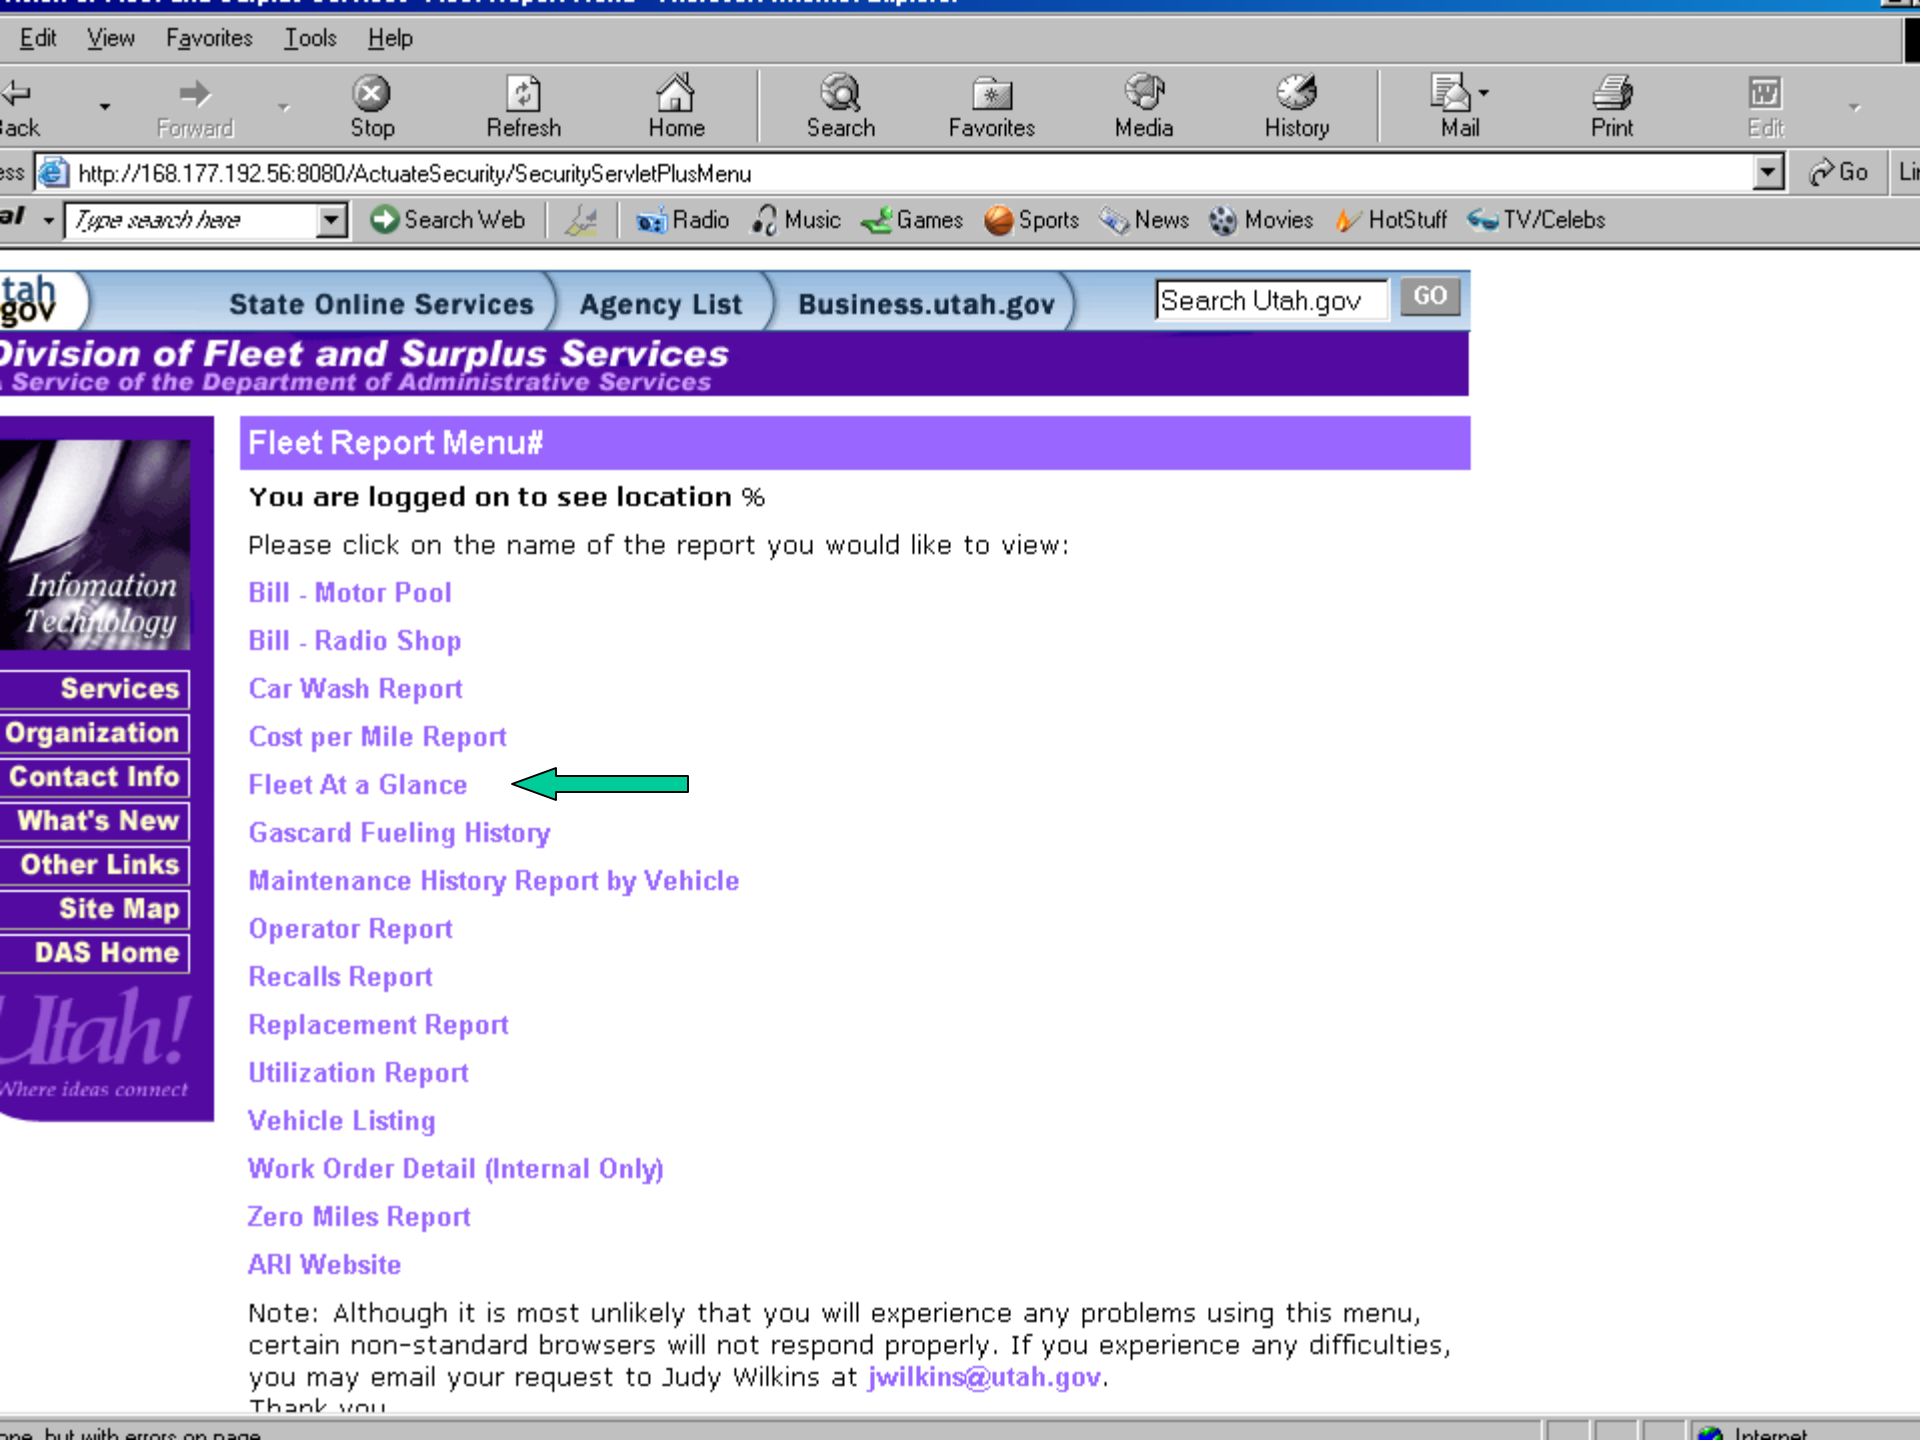 Edit View Favorites Tools Help
Back Forward Stop Refresh Home Search Favorites Media History Mail Print Edit
http://168.177.192.56:8080/ActuateSecurity/SecurityServletPlusMenu Go
Type search here Search Web Radio Music Games Sports News Movies HotStuff TV/Celebs
State Online Services Agency List Business.utah.gov Search Utah.gov GO
tah
gov
Division of Fleet and Surplus Services
A Service of the Department of Administrative Services
Fleet Report Menu#
You are logged on to see location %
Please click on the name of the report you would like to view:
Bill - Motor Pool
Bill - Radio Shop
Car Wash Report
Cost per Mile Report
Fleet At a Glance
Gascard Fueling History
Maintenance History Report by Vehicle
Operator Report
Recalls Report
Replacement Report
Utilization Report
Vehicle Listing
Work Order Detail (Internal Only)
Zero Miles Report
ARI Website
Note: Although it is most unlikely that you will experience any problems using this menu,
certain non-standard browsers will not respond properly. If you experience any difficulties,
you may email your request to Judy Wilkins at jwilkins@utah.gov.
Thank you
Infomation
Technology
Services
Organization
Contact Info
What's New
Other Links
Site Map
DAS Home
Utah!
Where ideas connect
but with errors on page
Internet